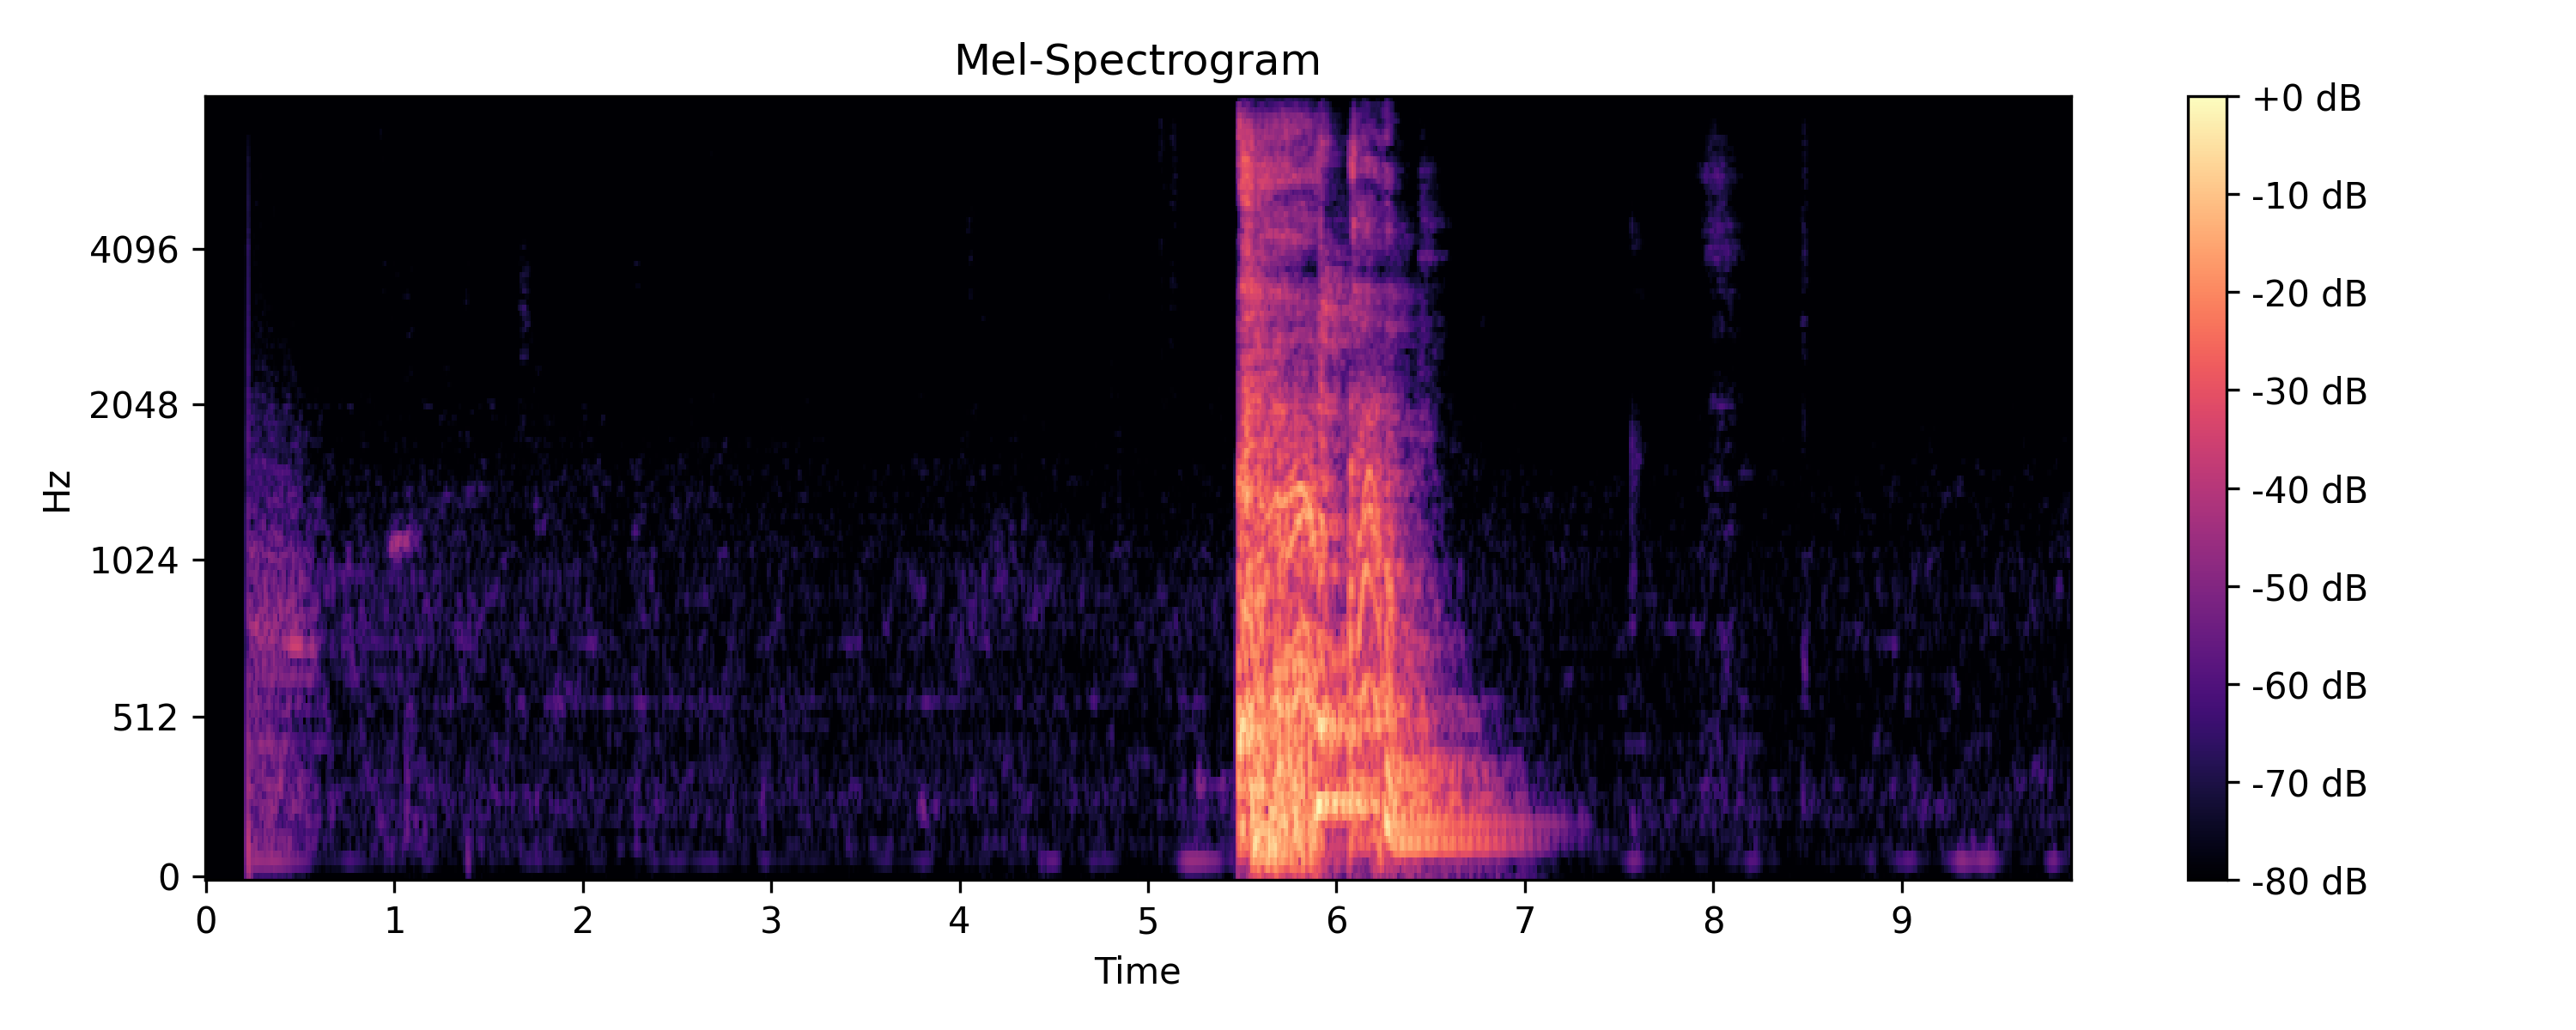 Mel-Spectrogram
+0 dB
-10 dB
-20 dB
-30 dB
-40 dB
-50 dB
-60 dB
-70 dB
-80 dB
4096
2048
1024
512
0
Hz
0 1 2 3 4 5 6 7 8 9
Time